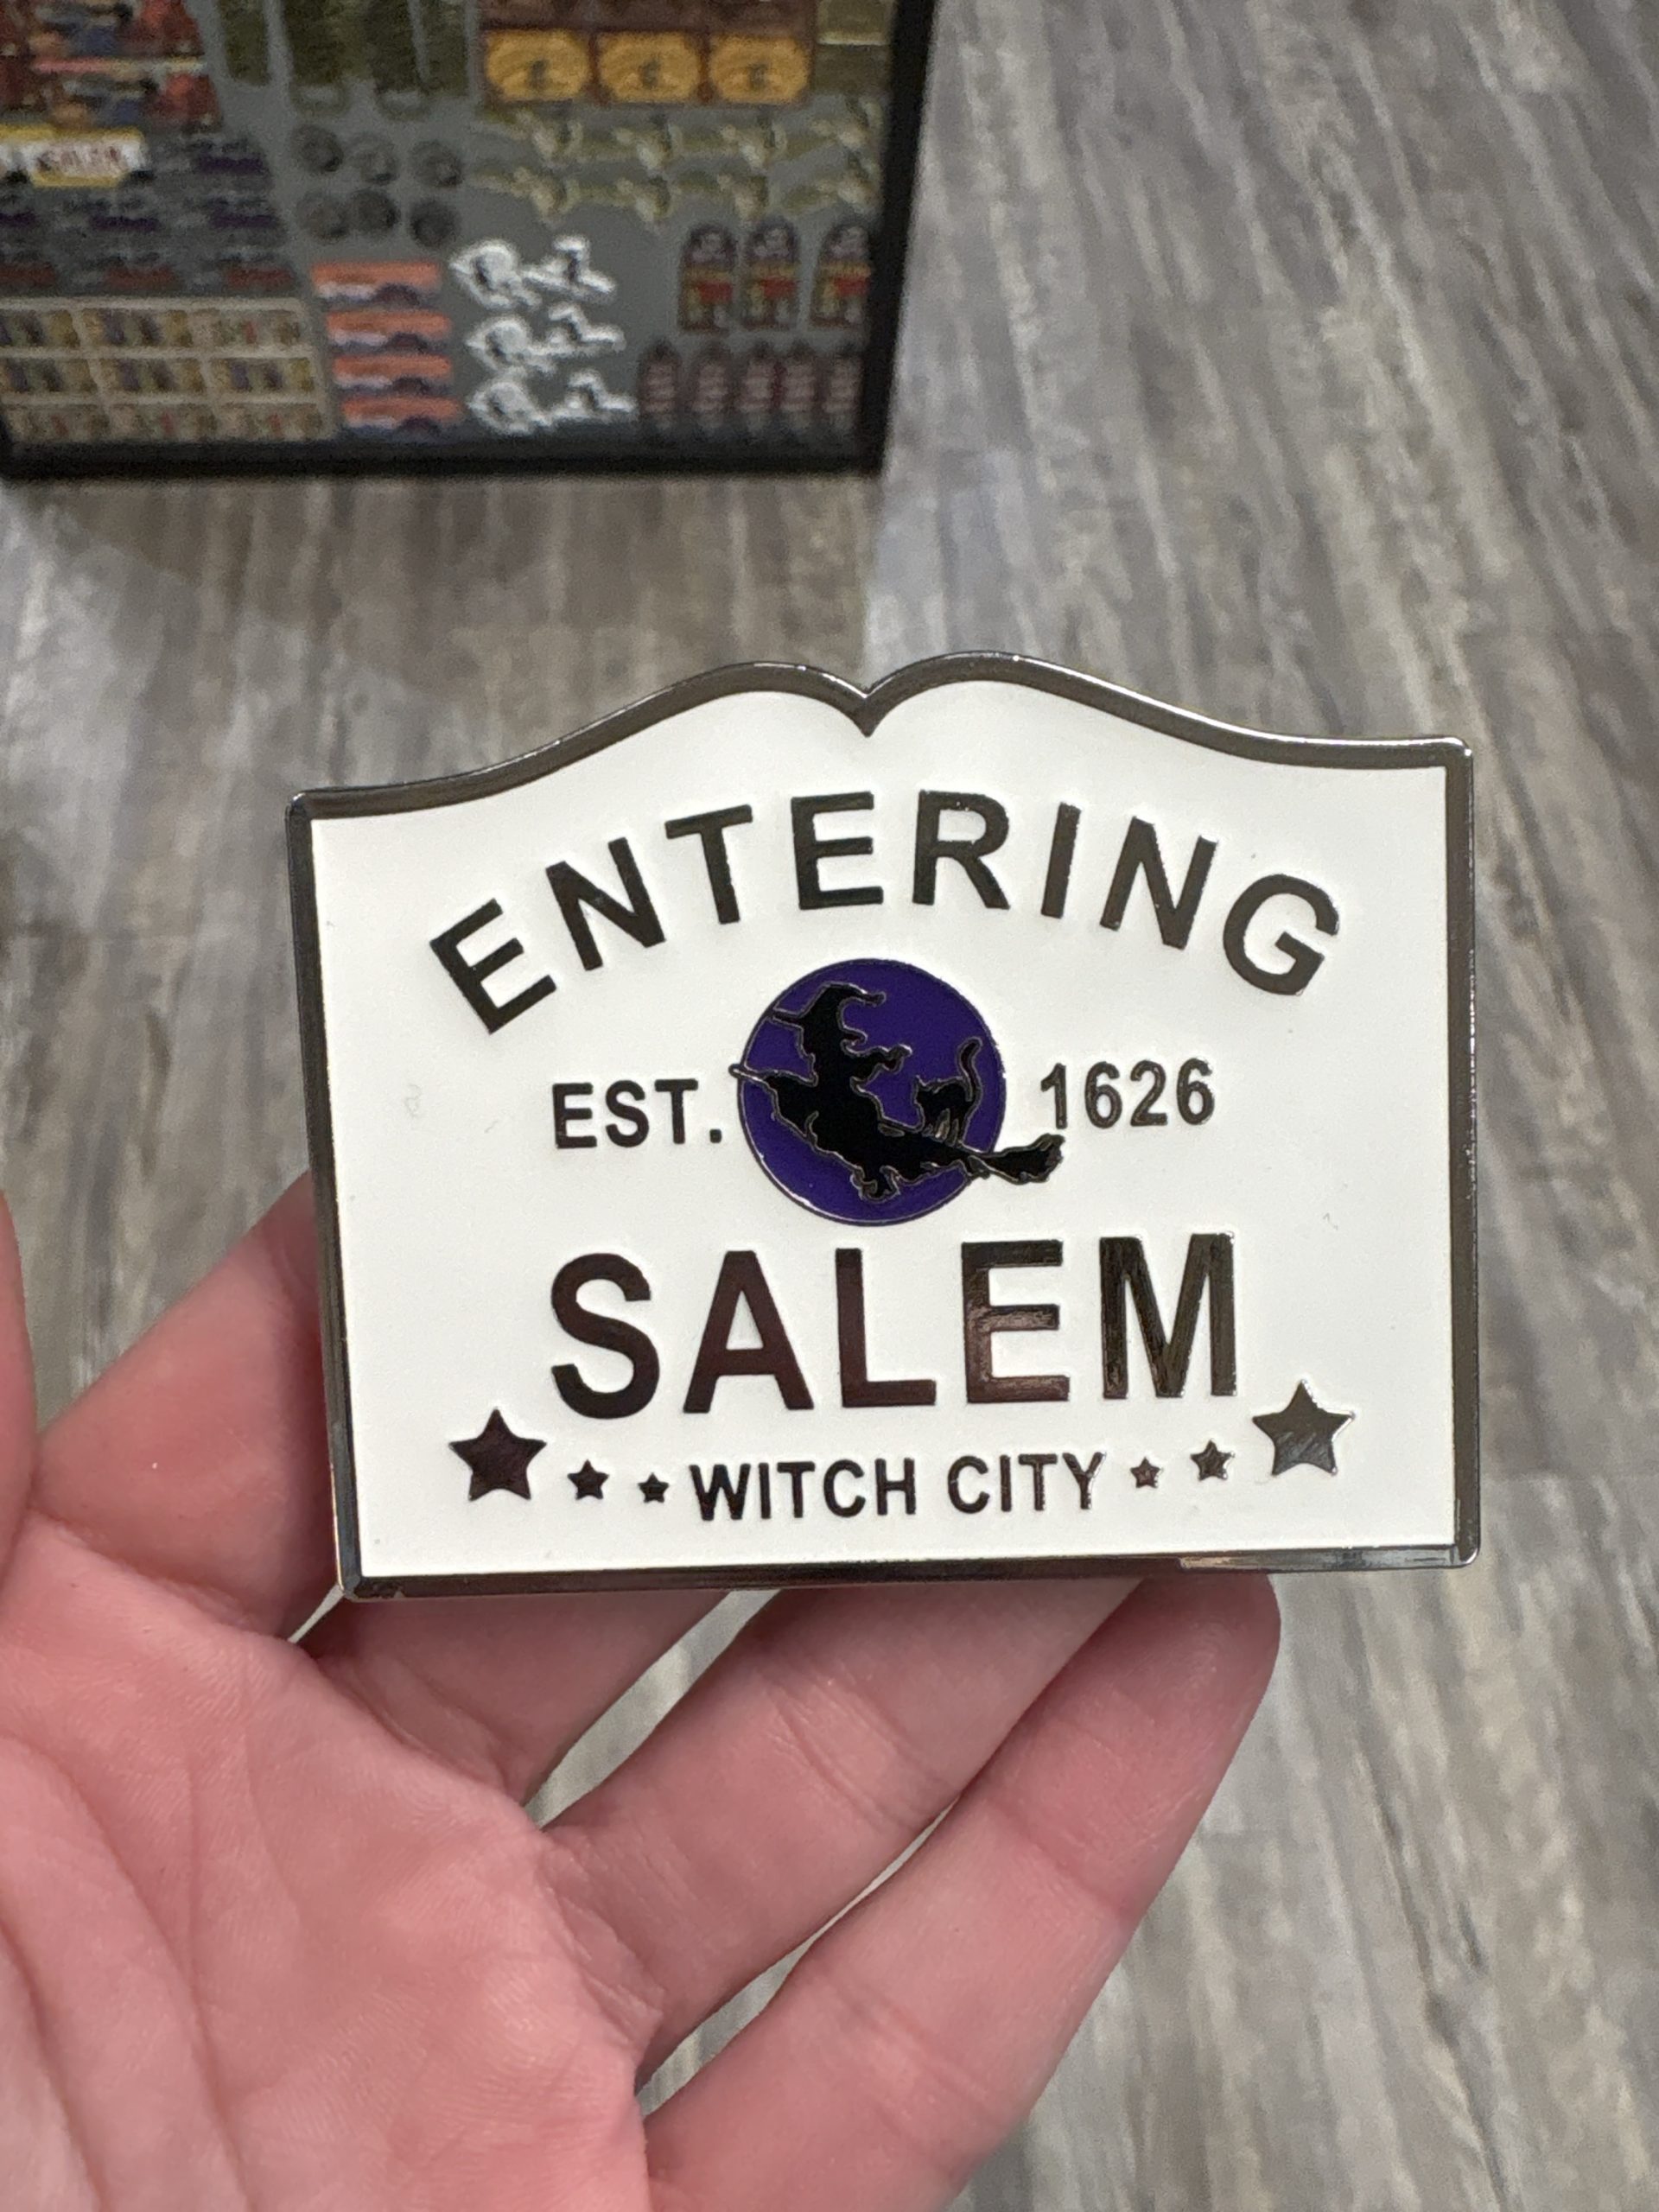 ENTERING
EST. 1626
SALEM
WITCH CITY